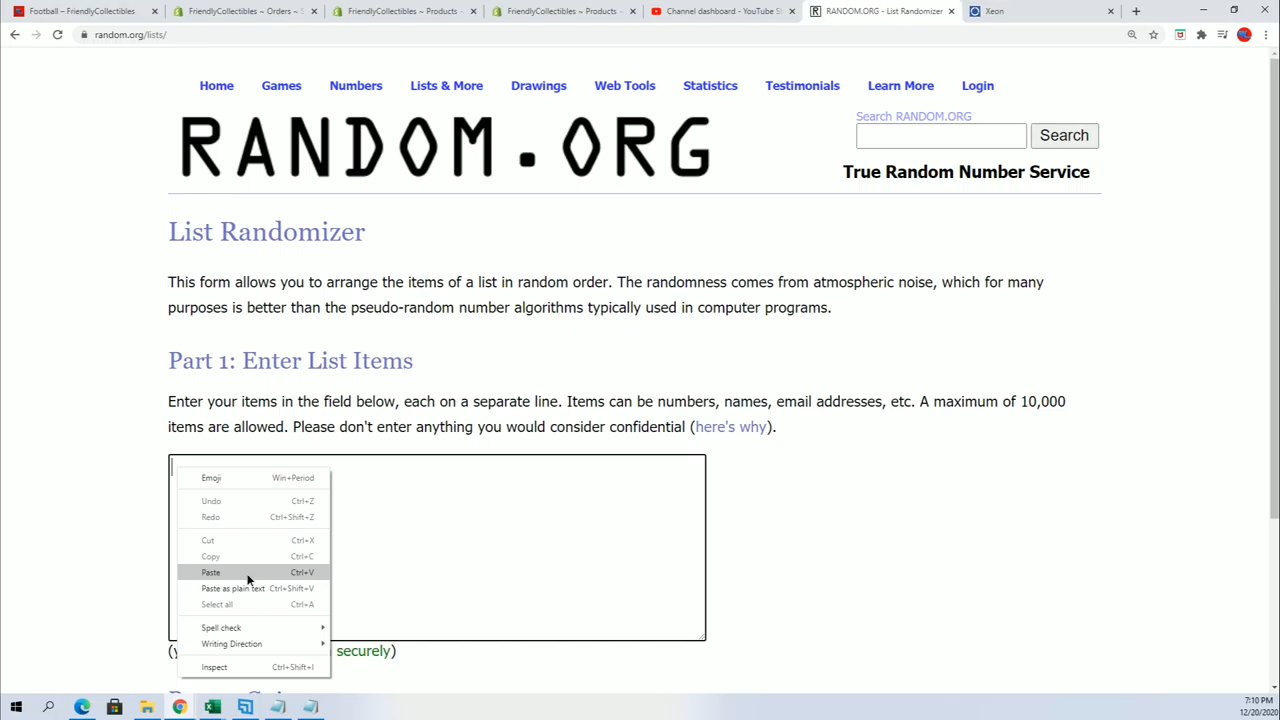 Football – FriendlyCollectibles
FriendlyCollectibles ~ Orders ~ S
FriendlyCollectibles ~ Products ~
FriendlyCollectibles ~ Products ~
Channel dashboard - YouTube St
RANDOM.ORG - List Randomizer
Xeon
random.org/lists/
Home Games Numbers Lists & More Drawings Web Tools Statistics Testimonials Learn More Login
RANDOM.ORG
Search RANDOM.ORG
Search
True Random Number Service
List Randomizer
This form allows you to arrange the items of a list in random order. The randomness comes from atmospheric noise, which for many
purposes is better than the pseudo-random number algorithms typically used in computer programs.
Part 1: Enter List Items
Enter your items in the field below, each on a separate line. Items can be numbers, names, email addresses, etc. A maximum of 10,000
items are allowed. Please don't enter anything you would consider confidential (here's why).
Emoji Win+Period
Undo Ctrl+Z
Redo Ctrl+Shift+Z
Cut Ctrl+X
Copy Ctrl+C
Paste Ctrl+V
Paste as plain text Ctrl+Shift+V
Select all Ctrl+A
Spell check
Writing Direction
Inspect Ctrl+Shift+I
securely)
7:10 PM
12/20/2020